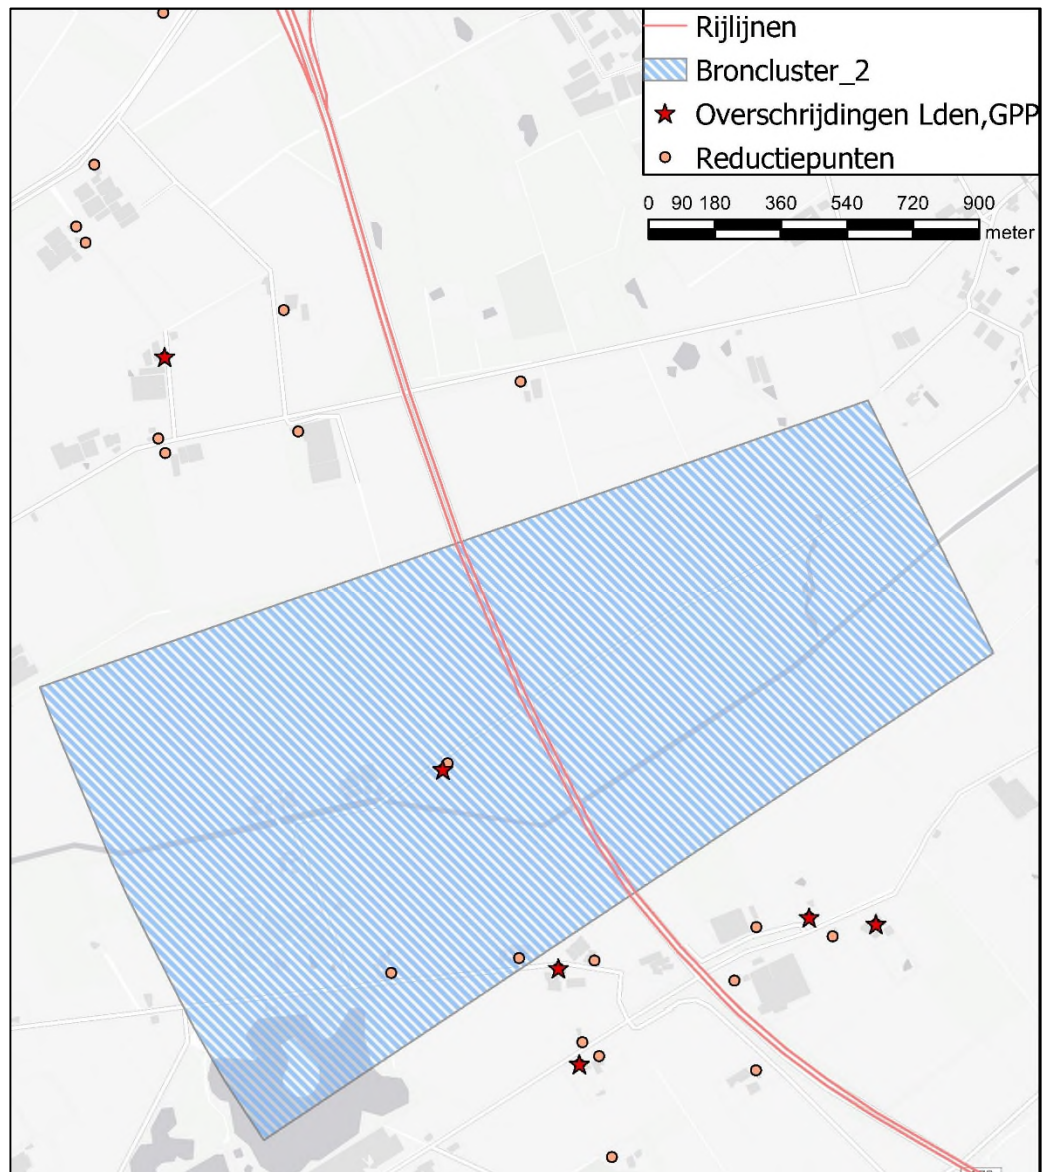 Rijlijnen
Broncluster_2
Overschrijdingen Lden,GPP
Reductiepunten
0 90 180 360 540 720 900
meter